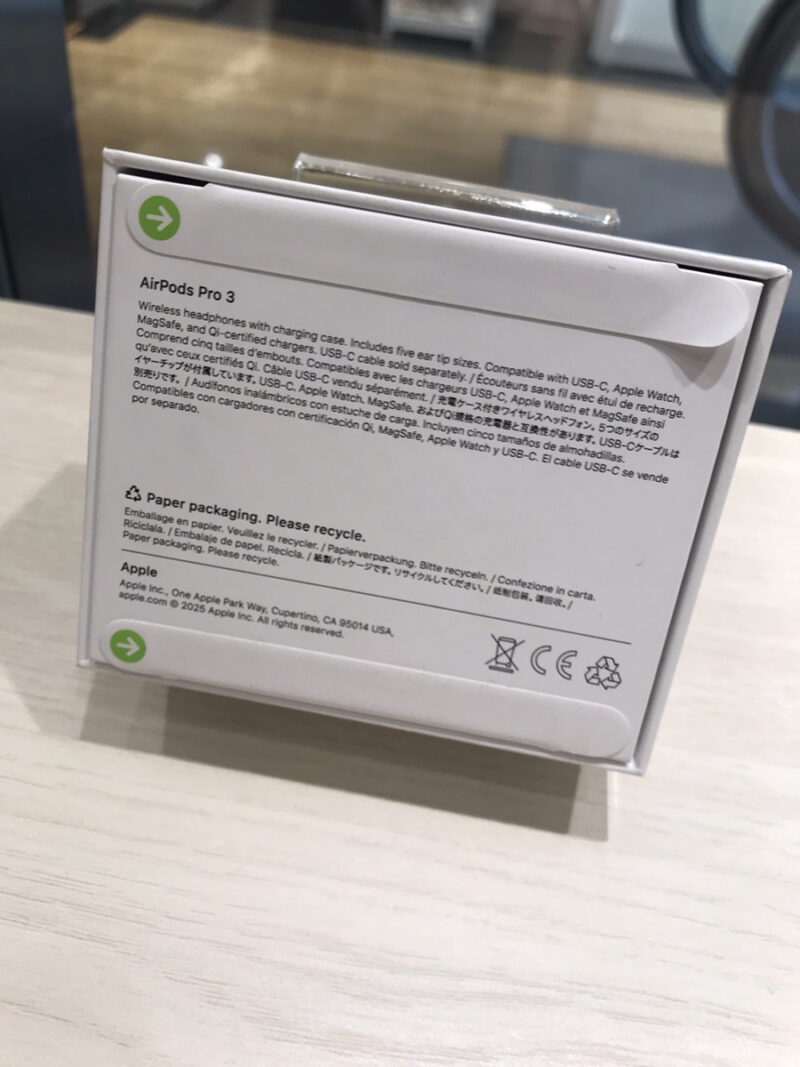 AirPods Pro 3
Wireless headphones with charging case. Includes five ear tip sizes. Compatible with USB-C, Apple Watch,
MagSafe, and Qi-certified chargers. USB-C cable sold separately. / Écouteurs sans fil avec étui de recharge.
Comprend cinq tailles d'embouts. Compatibles avec les chargeurs USB-C, Apple Watch et MagSafe ainsi
qu'avec ceux certifiés Qi. Câble USB-C vendu séparément. / 充電ケース付きワイヤレスヘッドフォン。5つのサイズの
イヤーチップが付属しています。USB-C、Apple Watch、MagSafe、およびQi規格の充電器と互換性があります。USB-Cケーブルは
別売りです。/ Audífonos inalámbricos con estuche de carga. Incluyen cinco tamaños de almohadillas.
Compatibles con cargadores con certificación Qi, MagSafe, Apple Watch y USB-C. El cable USB-C se vende
por separado.
Paper packaging. Please recycle.
Emballage en papier. Veuillez le recycler. / Papierverpackung. Bitte recyceln. / Confezione in carta.
Riciclala. / Embalaje de papel. Recicla. / 紙製パッケージです。リサイクルしてください。/ 纸制包装。请回收。/
Paper packaging. Please recycle.
Apple
Apple Inc., One Apple Park Way, Cupertino, CA 95014 USA,
apple.com © 2025 Apple Inc. All rights reserved.
CE